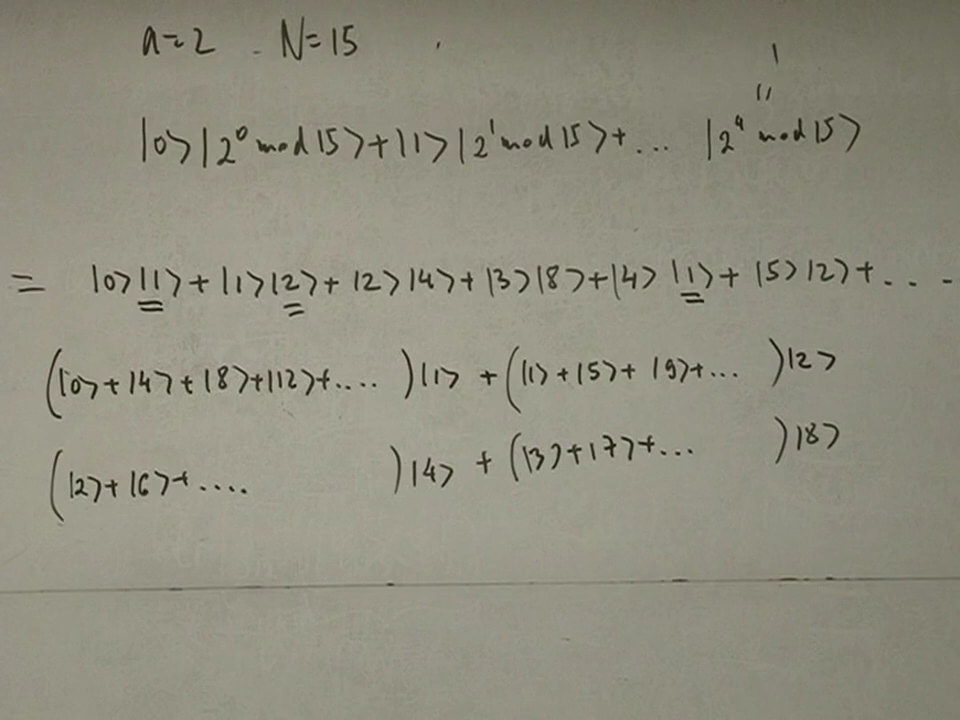 a=2 - N=15
1
||
|0>|2⁰ mod 15>+|1>|2¹ mod 15>+... |2⁴ mod 15>
= |0>|1>+|1>|2>+|2>|4>+|3>|8>+|4>|1>+|5>|2>+....
(|0>+|4>+|8>+|12>+....)|1>+(|1>+|5>+|9>+...)|2>
(|2>+|6>+....)|4>+(|3>+|7>+...)|8>